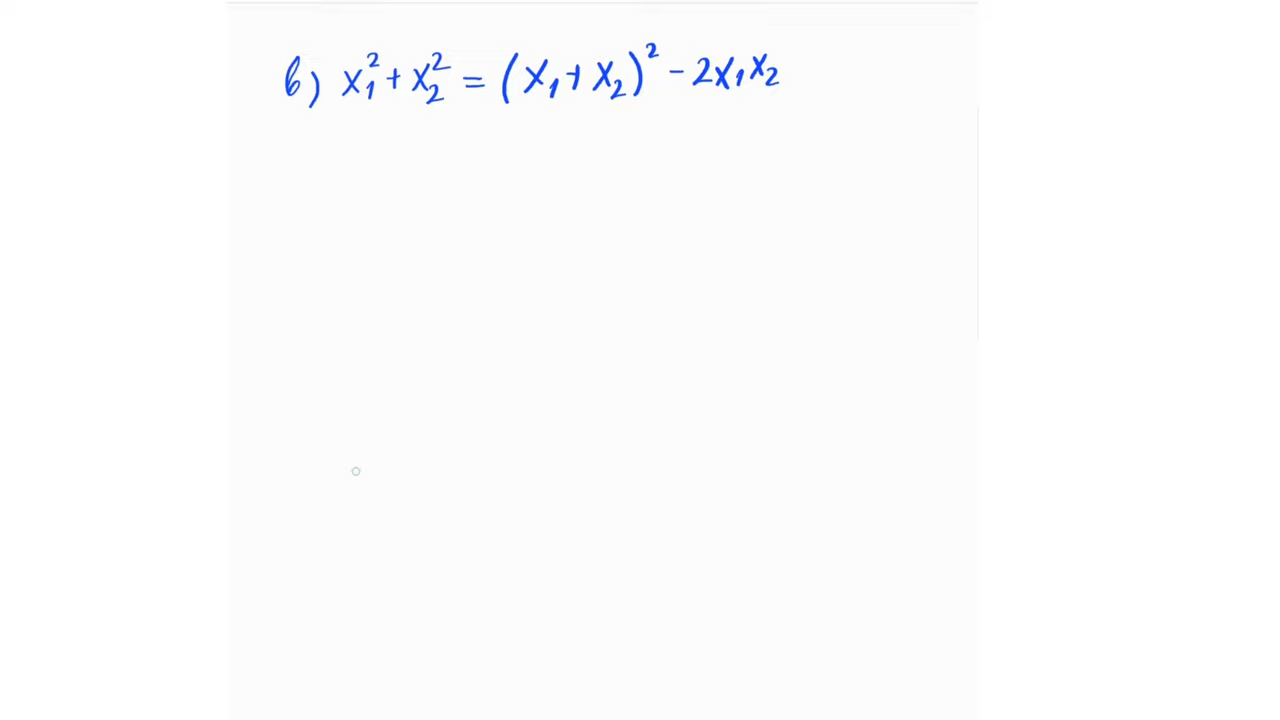 в) x₁² + x₂² = (x₁ + x₂)² - 2x₁x₂